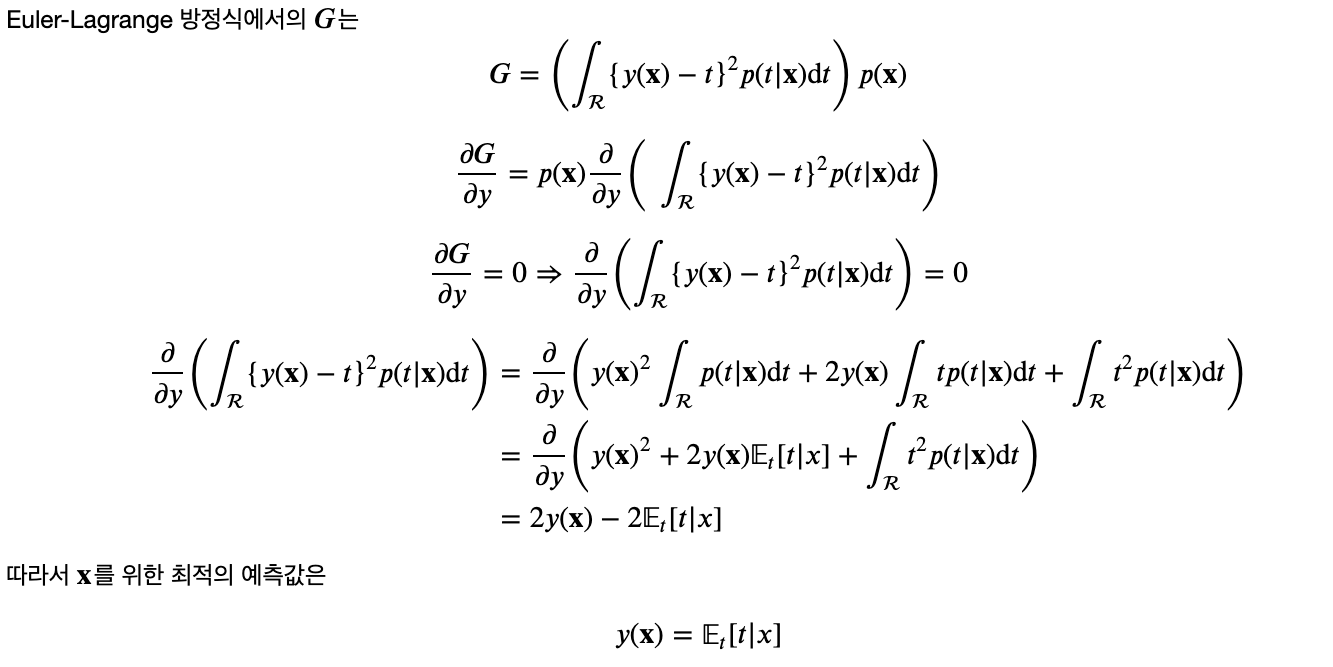 Euler-Lagrange 방정식에서의 G는
G = (∫_ℛ {y(𝐱) − t}² p(t|𝐱)dt) p(𝐱)
∂G/∂y = p(𝐱) ∂/∂y ( ∫_ℛ {y(𝐱) − t}² p(t|𝐱)dt)
∂G/∂y = 0 ⇒ ∂/∂y (∫_ℛ {y(𝐱) − t}² p(t|𝐱)dt) = 0
∂/∂y (∫_ℛ {y(𝐱) − t}² p(t|𝐱)dt) = ∂/∂y (y(𝐱)² ∫_ℛ p(t|𝐱)dt + 2y(𝐱) ∫_ℛ tp(t|𝐱)dt + ∫_ℛ t² p(t|𝐱)dt)
= ∂/∂y (y(𝐱)² + 2y(𝐱)𝔼_t[t|x] + ∫_ℛ t² p(t|𝐱)dt)
= 2y(𝐱) − 2𝔼_t[t|x]
따라서 𝐱를 위한 최적의 예측값은
y(𝐱) = 𝔼_t[t|x]